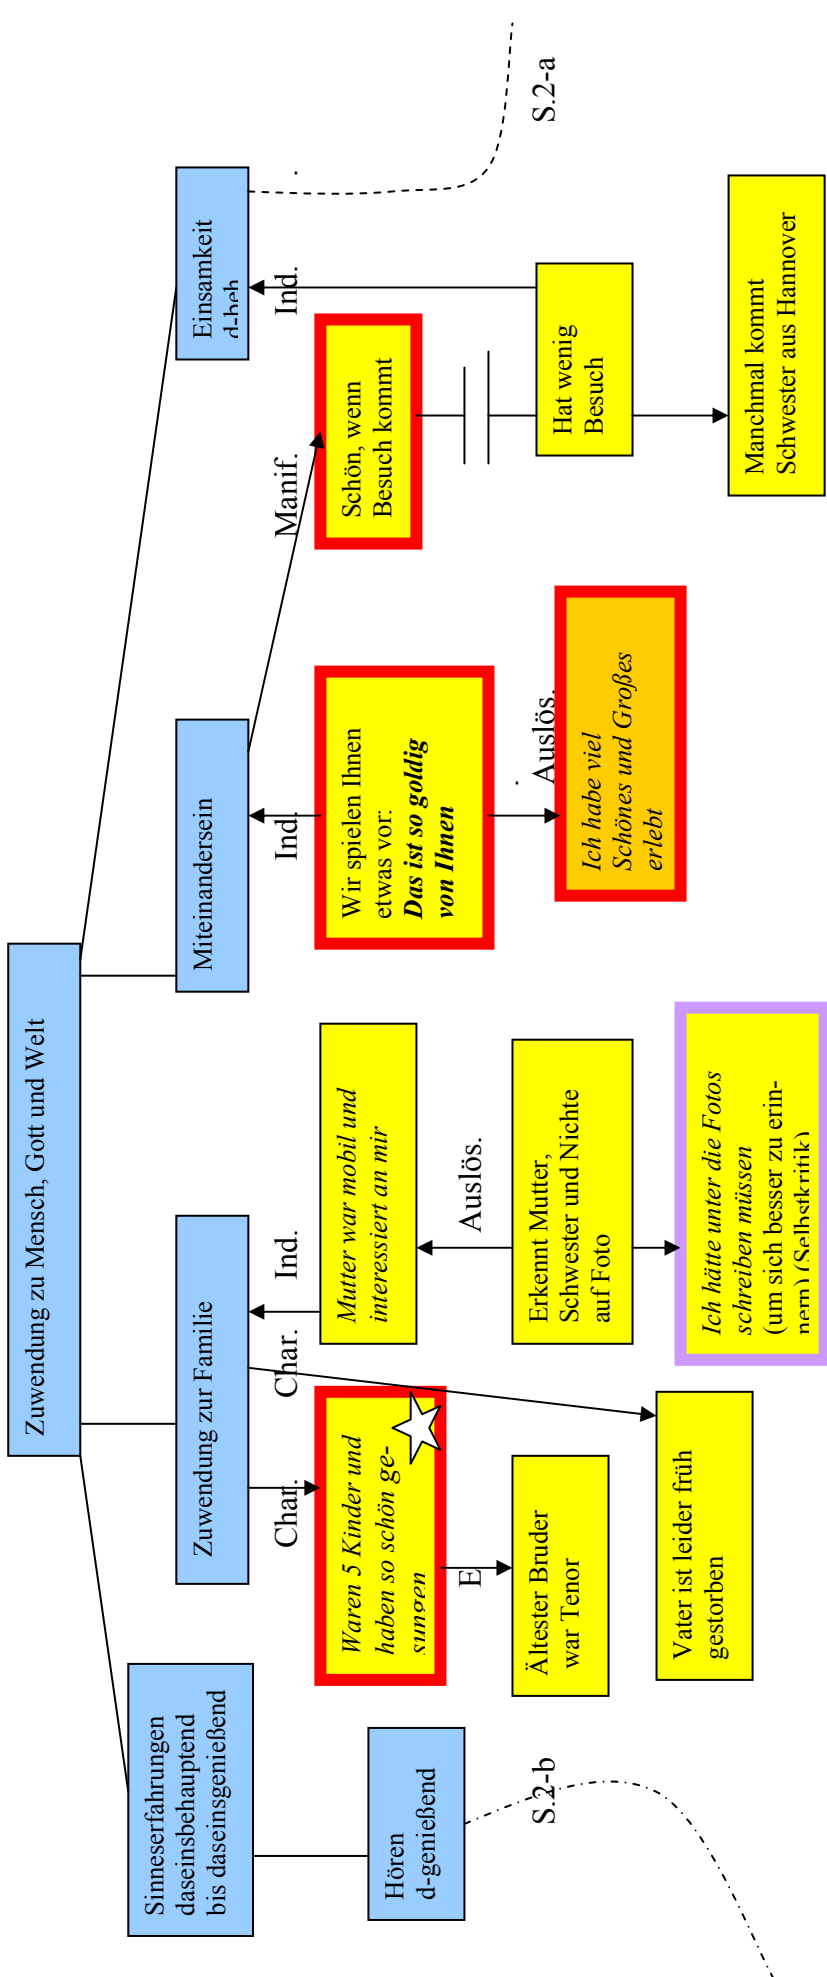 Zuwendung zu Mensch, Gott und Welt
Sinneserfahrungen
daseinsbehauptend
bis daseinsgenießend
Zuwendung zur Familie
Miteinandersein
Einsamkeit
d-beh
Hören
d-genießend
S.2-b
Char.
Char.
Ind.
Ind.
Manif.
Ind.
S.2-a
Waren 5 Kinder und
haben so schön ge-
sungen
E
Ältester Bruder
war Tenor
Vater ist leider früh
gestorben
Mutter war mobil und
interessiert an mir
Auslös.
Erkennt Mutter,
Schwester und Nichte
auf Foto
Ich hätte unter die Fotos
schreiben müssen
(um sich besser zu erin-
nern) (Selbstkritik)
Wir spielen Ihnen
etwas vor:
Das ist so goldig
von Ihnen
Auslös.
Ich habe viel
Schönes und Großes
erlebt
Schön, wenn
Besuch kommt
Hat wenig
Besuch
Manchmal kommt
Schwester aus Hannover